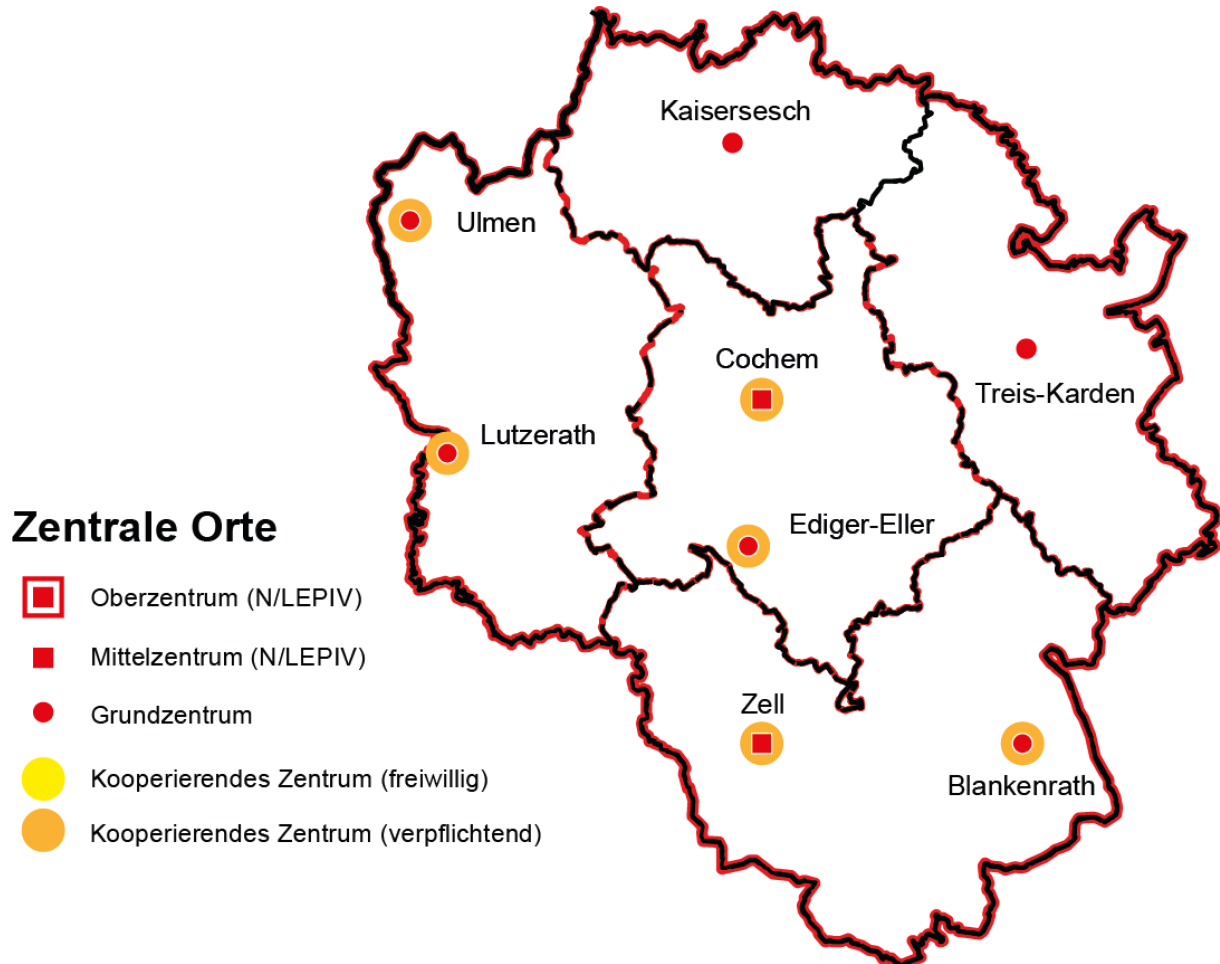 Kaisersesch
Ulmen
Cochem
Treis-Karden
Lutzerath
Ediger-Eller
Zell
Blankenrath
Zentrale Orte
Oberzentrum (N/LEPIV)
Mittelzentrum (N/LEPIV)
Grundzentrum
Kooperierendes Zentrum (freiwillig)
Kooperierendes Zentrum (verpflichtend)